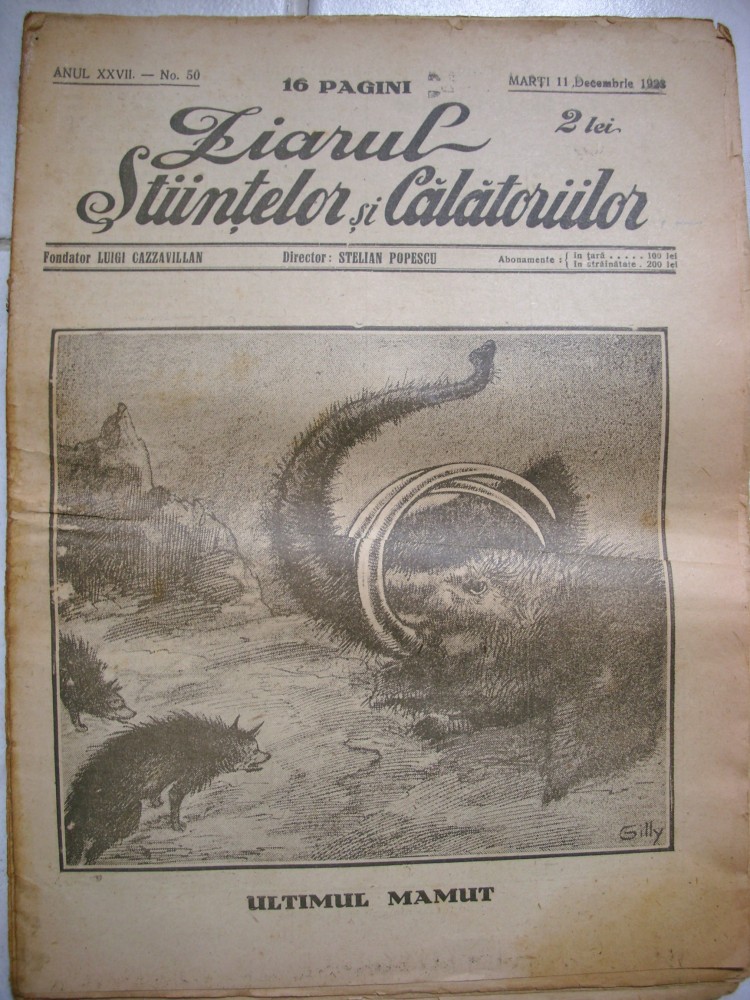 ANUL XXVII. — No. 50
16 PAGINI
MARȚI 11 Decembrie 1923
2 lei
Ziarul
Științelor și Călătoriilor
Fondator LUIGI CAZZAVILLAN
Director: STELIAN POPESCU
Abonamente: { în țară ..... 100 lei
în străinătate. 200 lei
Gilly
ULTIMUL MAMUT